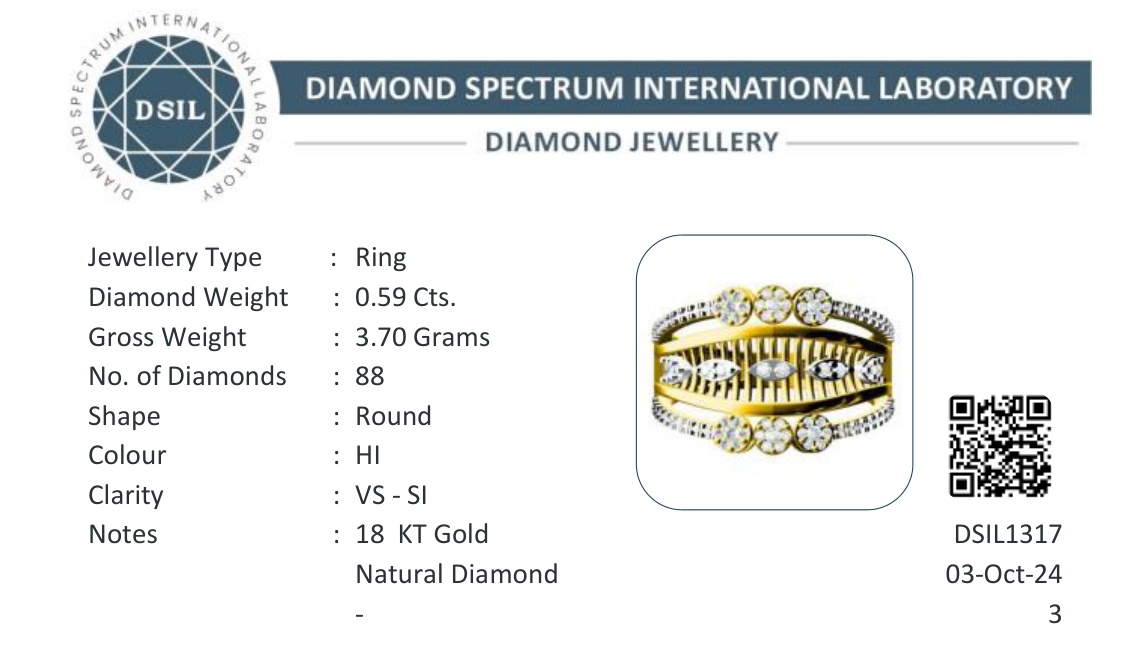 DIAMOND SPECTRUM INTERNATIONAL LABORATORY
DSIL
DIAMOND SPECTRUM INTERNATIONAL LABORATORY
DIAMOND JEWELLERY
Jewellery Type : Ring
Diamond Weight : 0.59 Cts.
Gross Weight : 3.70 Grams
No. of Diamonds : 88
Shape : Round
Colour : HI
Clarity : VS - SI
Notes : 18 KT Gold
Natural Diamond
-
DSIL1317
03-Oct-24
3